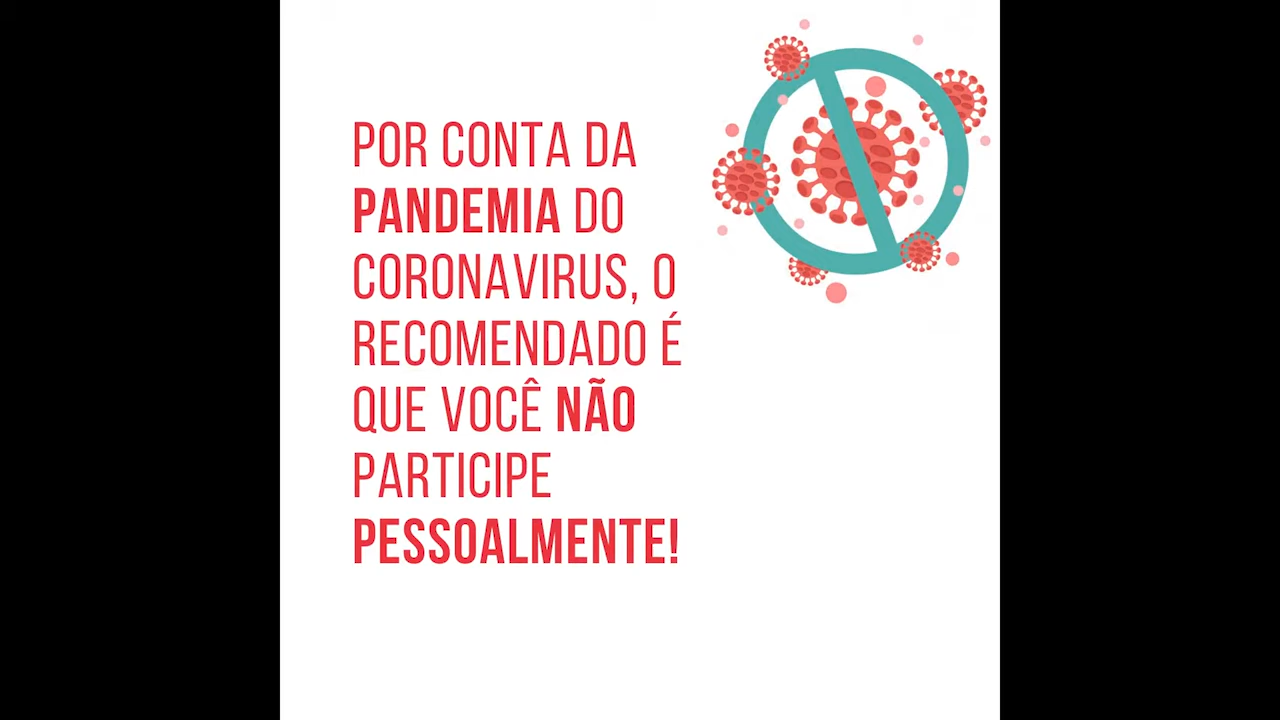 POR CONTA DA
PANDEMIA DO
CORONAVIRUS, O
RECOMENDADO É
QUE VOCÊ NÃO
PARTICIPE
PESSOALMENTE!